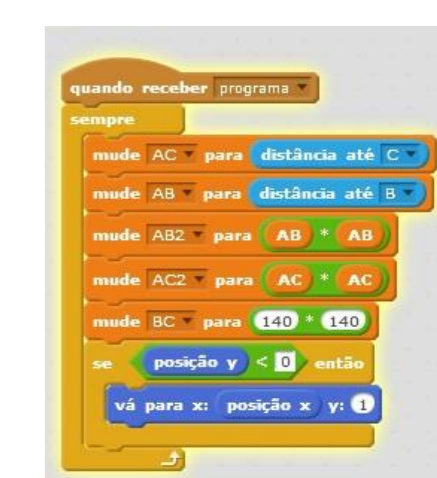 quando receber programa
sempre
mude AC para distância até C
mude AB para distância até B
mude AB2 para AB * AB
mude AC2 para AC * AC
mude BC para 140 * 140
se posição y < 0 então
vá para x: posição x y: 1